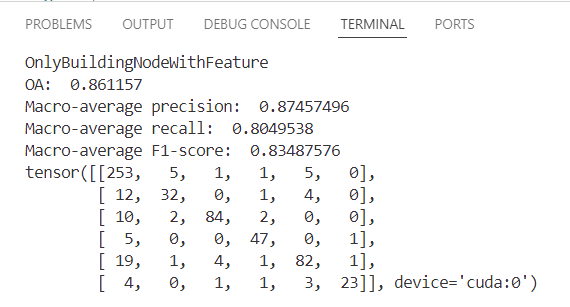 PROBLEMS OUTPUT DEBUG CONSOLE TERMINAL PORTS
OnlyBuildingNodeWithFeature
OA:  0.861157
Macro-average precision:  0.87457496
Macro-average recall:  0.8049538
Macro-average F1-score:  0.83487576
tensor([[253,   5,   1,   1,   5,   0],
        [ 12,  32,   0,   1,   4,   0],
        [ 10,   2,  84,   2,   0,   0],
        [  5,   0,   0,  47,   0,   1],
        [ 19,   1,   4,   1,  82,   1],
        [  4,   0,   1,   1,   3,  23]], device='cuda:0')